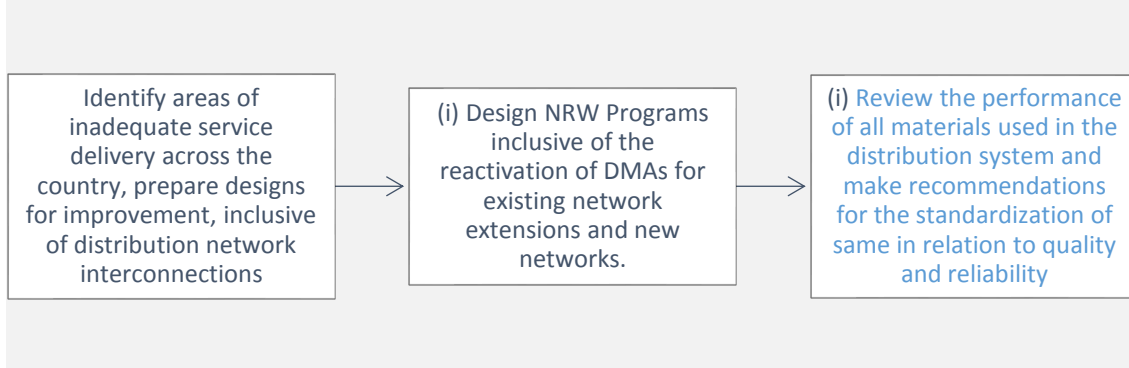 Identify areas of
inadequate service
delivery across the
country, prepare designs
for improvement, inclusive
of distribution network
interconnections
(i) Design NRW Programs
inclusive of the
reactivation of DMAs for
existing network
extensions and new
networks.
(i) Review the performance
of all materials used in the
distribution system and
make recommendations
for the standardization of
same in relation to quality
and reliability